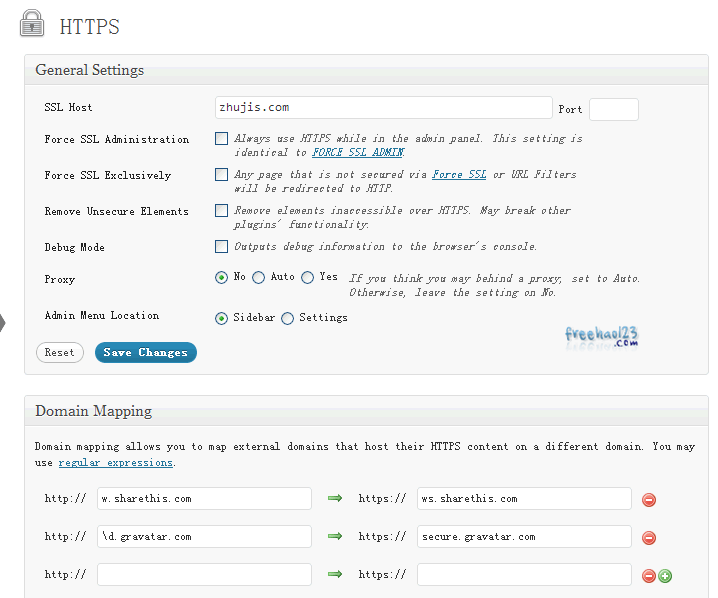 HTTPS
General Settings
SSL Host
zhujis.com
Port
Force SSL Administration
Always use HTTPS while in the admin panel. This setting is
identical to FORCE SSL ADMIN.
Force SSL Exclusively
Any page that is not secured via Force SSL or URL Filters
will be redirected to HTTP.
Remove Unsecure Elements
Remove elements inaccessible over HTTPS. May break other
plugins' functionality.
Debug Mode
Outputs debug information to the browser's console.
Proxy
No Auto Yes
If you think you may behind a proxy, set to Auto.
Otherwise, leave the setting on No.
Admin Menu Location
Sidebar Settings
freehao123
.com
Reset Save Changes
Domain Mapping
Domain mapping allows you to map external domains that host their HTTPS content on a different domain. You may
use regular expressions.
http:// w.sharethis.com https:// ws.sharethis.com
http:// \d.gravatar.com https:// secure.gravatar.com
http:// https://